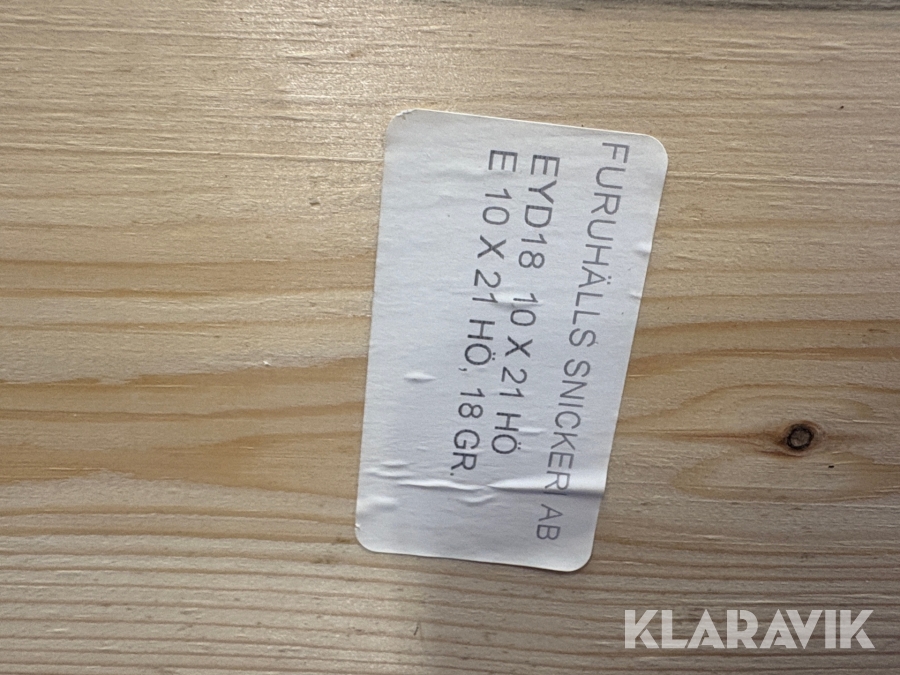 FURUHÄLLS SNICKERI AB
EYD18 10 X 21 HÖ
E 10 X 21 HÖ, 18 GR.
KLARAVIK